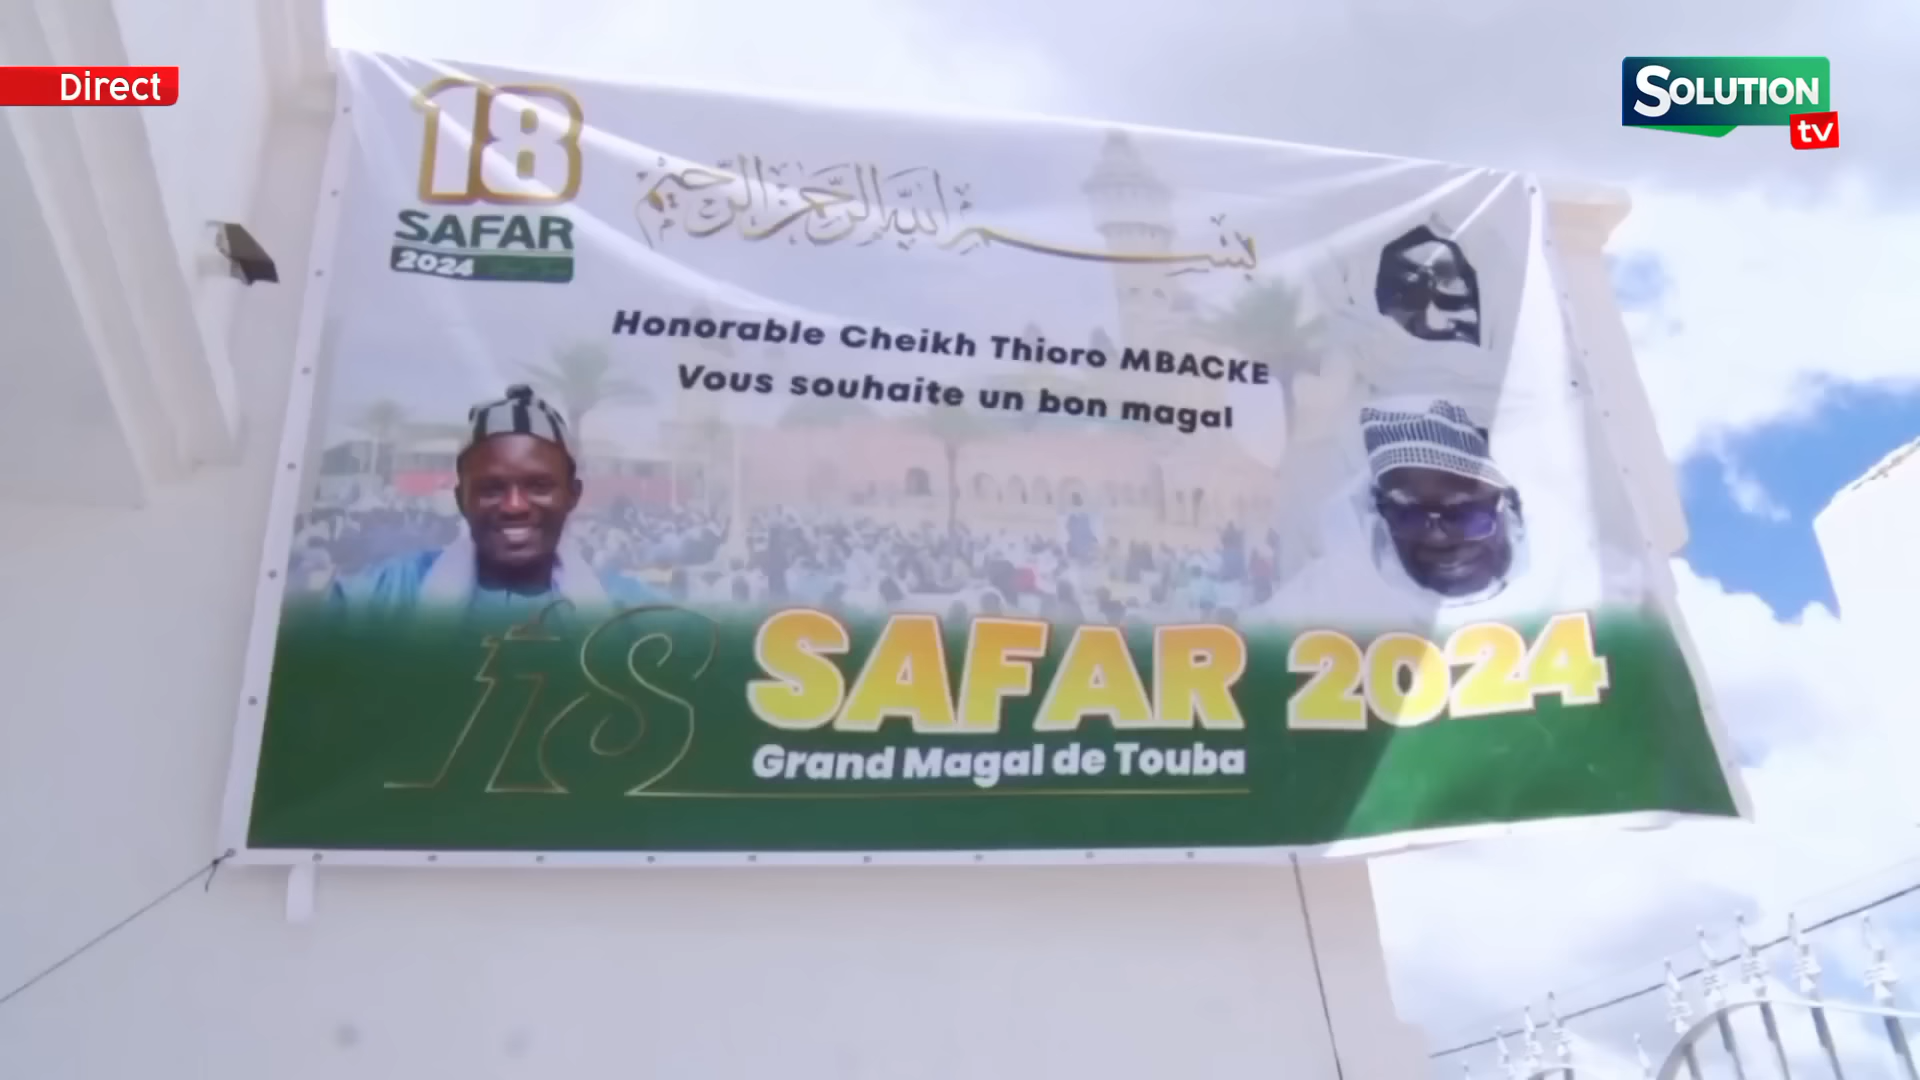 Direct
SOLUTION
tv
18
SAFAR
2024
بسم الله الرحمن الرحيم
Honorable Cheikh Thioro MBACKE
Vous souhaite un bon magal
18
SAFAR 2024
Grand Magal de Touba